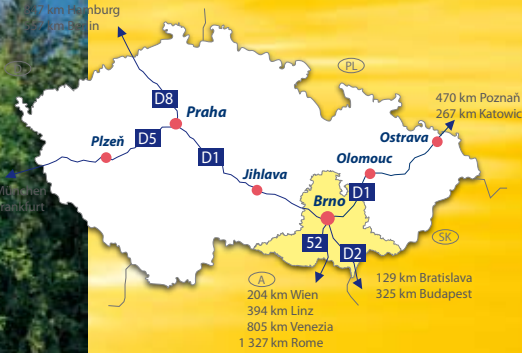 km Hamburg
km Berlin
PL
470 km Poznań
267 km Katowic
D8
Praha
Ostrava
Plzeň
D5
D1
Olomouc
Jihlava
D1
München
Frankfurt
Brno
52
D2
SK
A
129 km Bratislava
325 km Budapest
204 km Wien
394 km Linz
805 km Venezia
1 327 km Rome